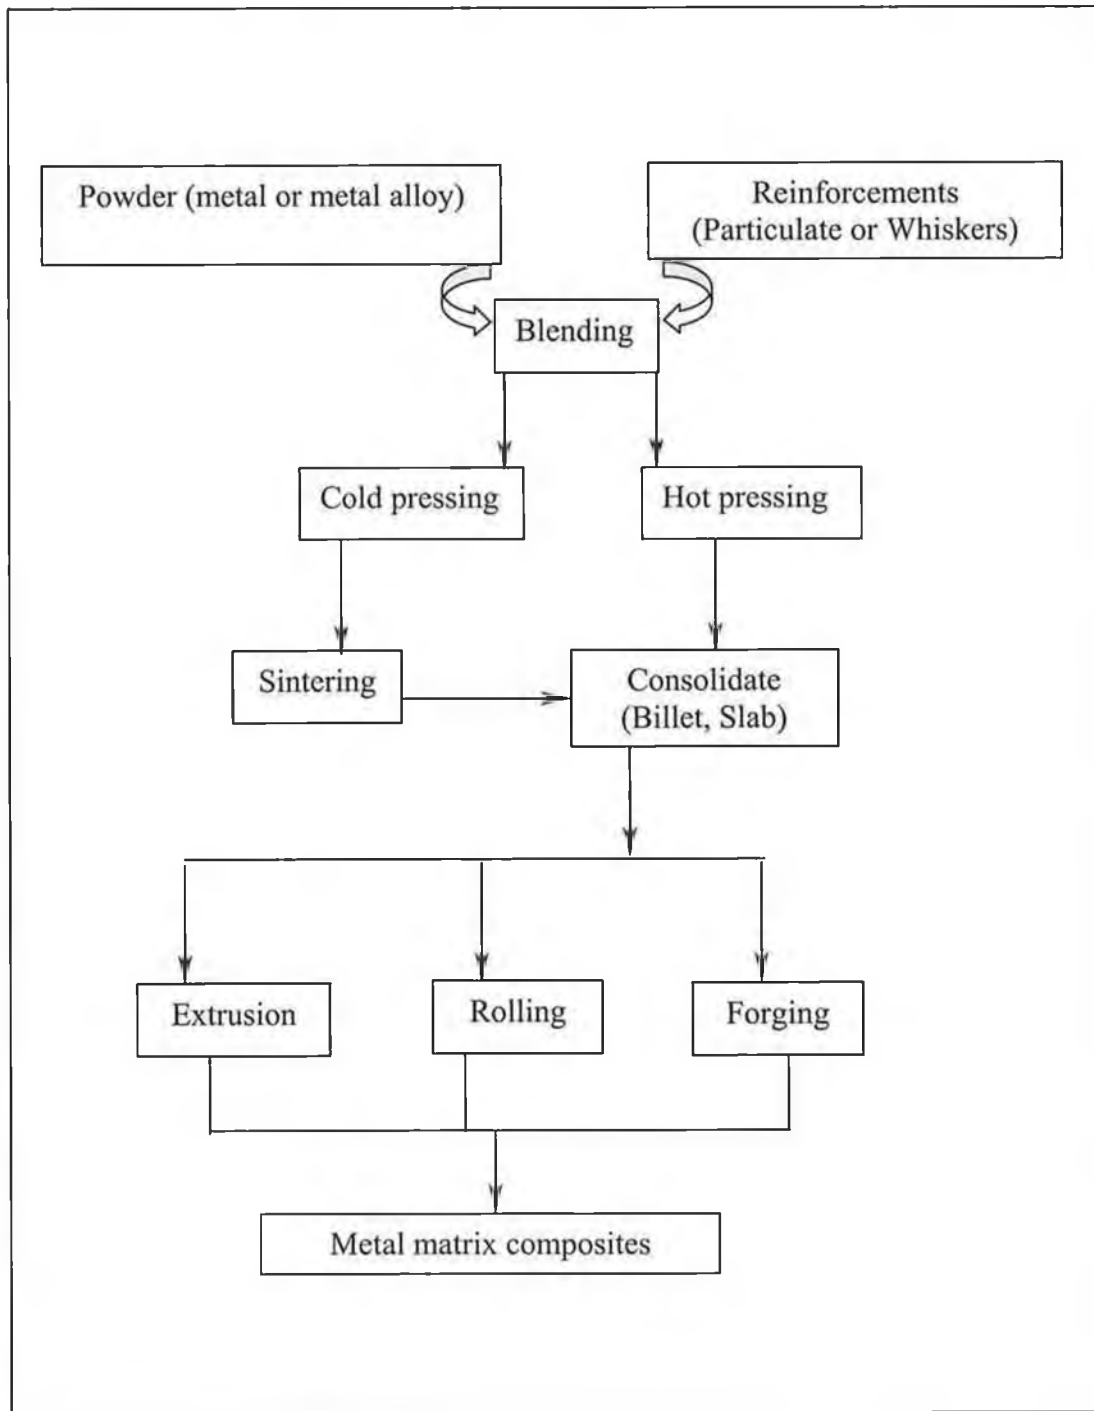 Powder (metal or metal alloy)
Reinforcements
(Particulate or Whiskers)
Blending
Cold pressing
Hot pressing
Sintering
Consolidate
(Billet, Slab)
Extrusion
Rolling
Forging
Metal matrix composites